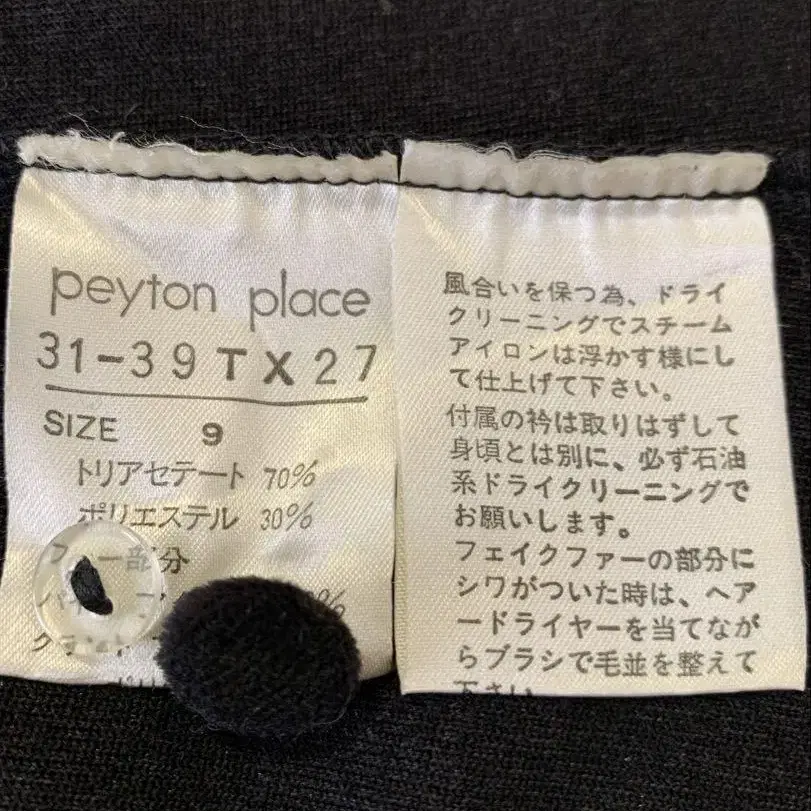 peyton place
31-39TX27
SIZE 9
トリアセテート 70%
ポリエステル 30%
ファー部分
%
風合いを保つ為、ドライ
クリーニングでスチーム
アイロンは浮かす様にし
て仕上げて下さい。
付属の衿は取りはずして
身頃とは別に、必ず石油
系ドライクリーニングで
お願いします。
フェイクファーの部分に
シワがついた時は、ヘア
ードライヤーを当てなが
らブラシで毛並を整えて
下さい